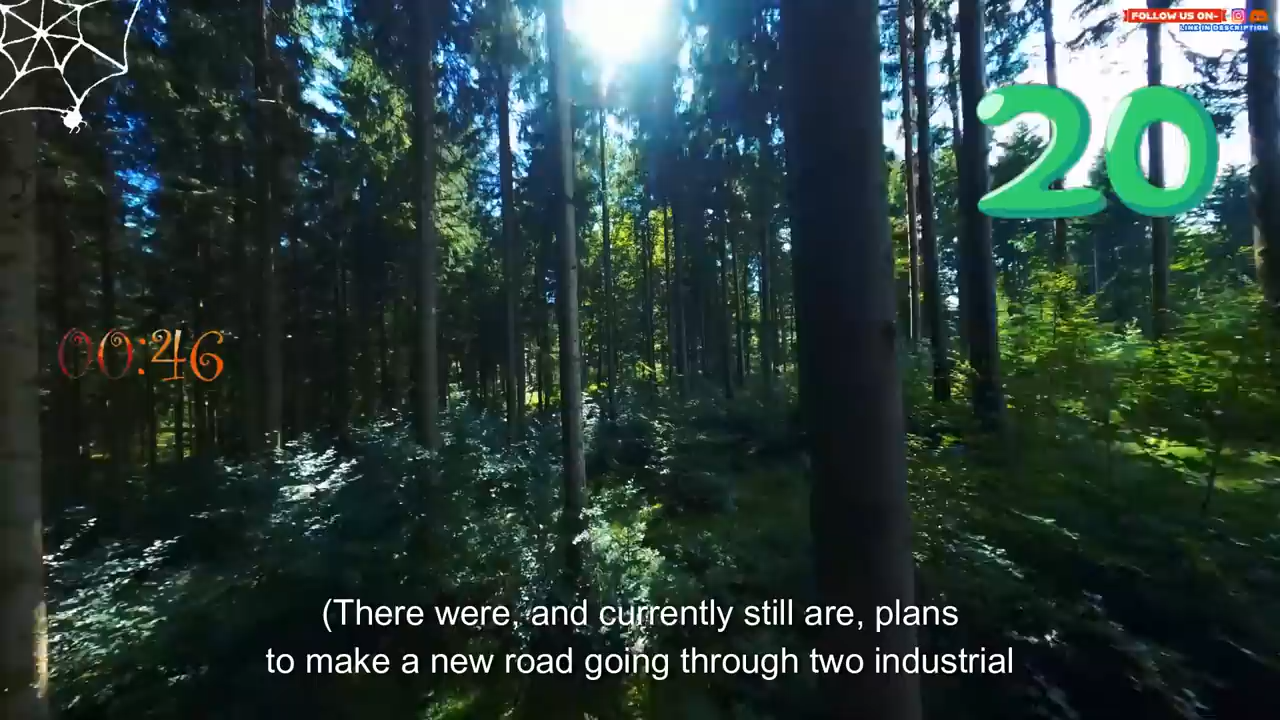 FOLLOW US ON-
LINK IN DESCRIPTION
20
00:46
(There were, and currently still are, plans
to make a new road going through two industrial